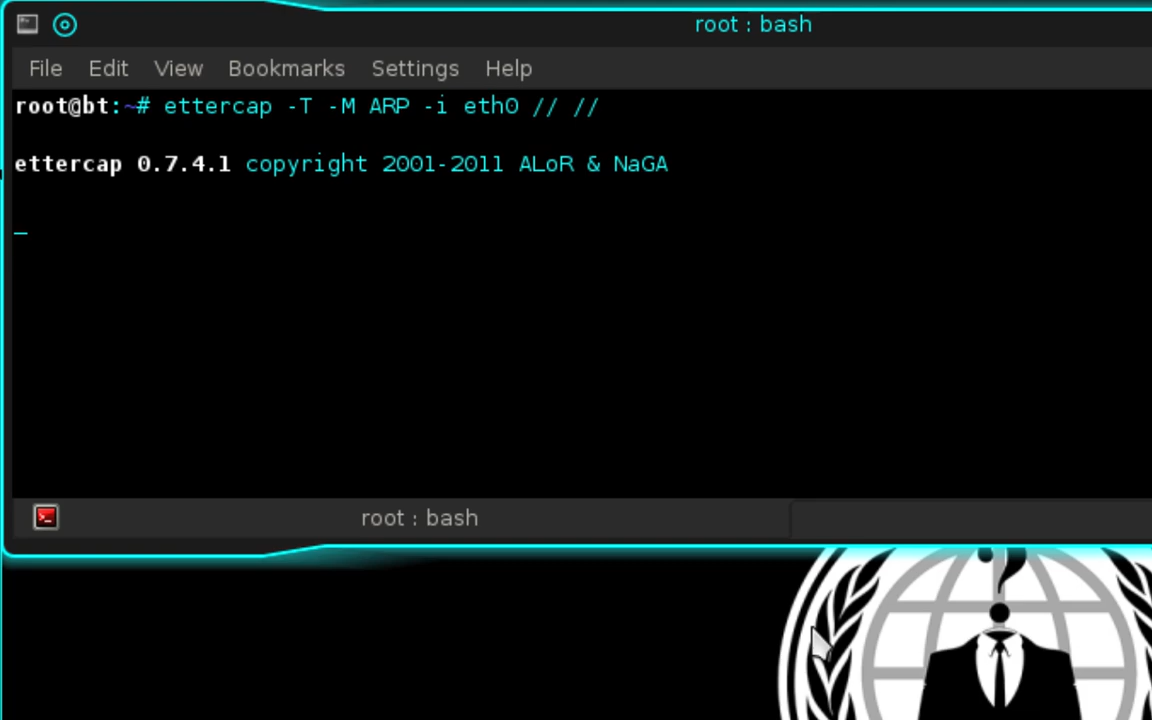 root : bash
File Edit View Bookmarks Settings Help
root@bt:~# ettercap -T -M ARP -i eth0 // //
ettercap 0.7.4.1 copyright 2001-2011 ALoR & NaGA
_
root : bash